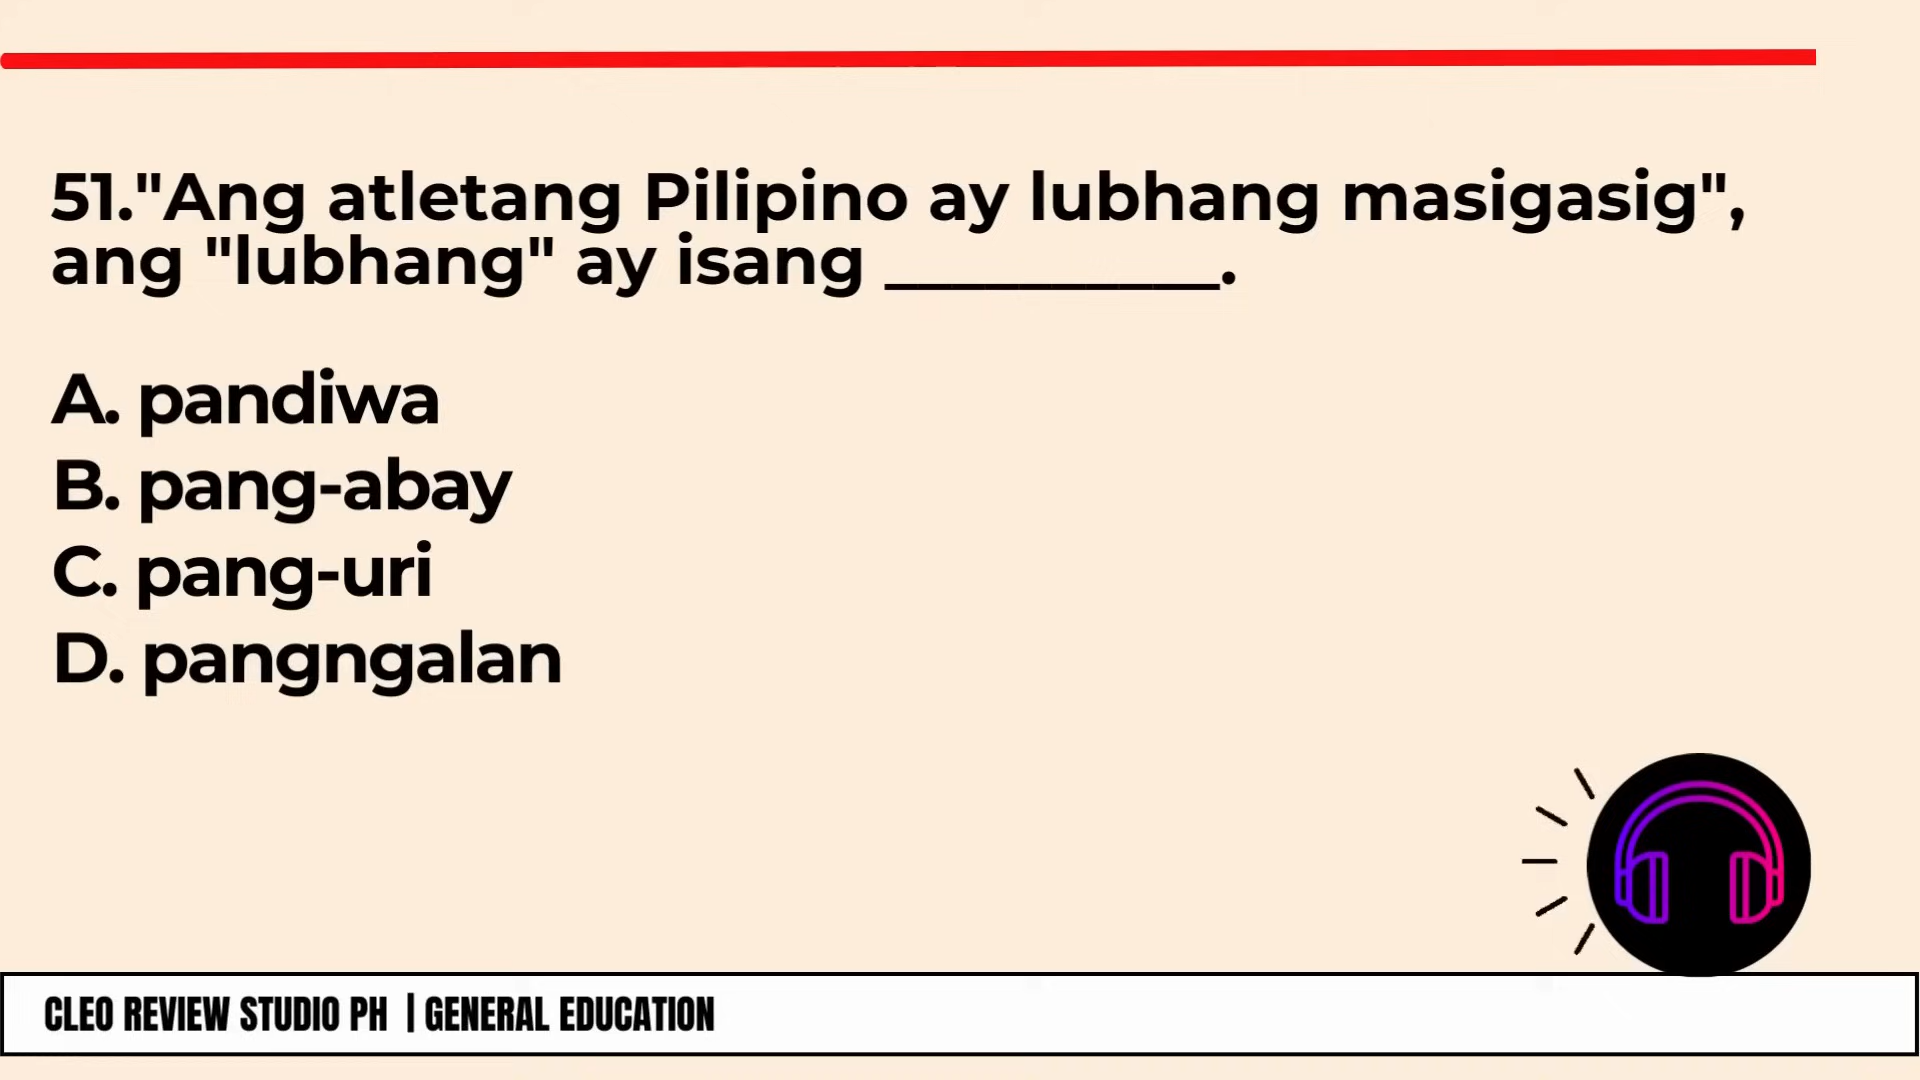 51."Ang atletang Pilipino ay lubhang masigasig",
ang "lubhang" ay isang __________.
A. pandiwa
B. pang-abay
C. pang-uri
D. pangngalan
CLEO REVIEW STUDIO PH | GENERAL EDUCATION